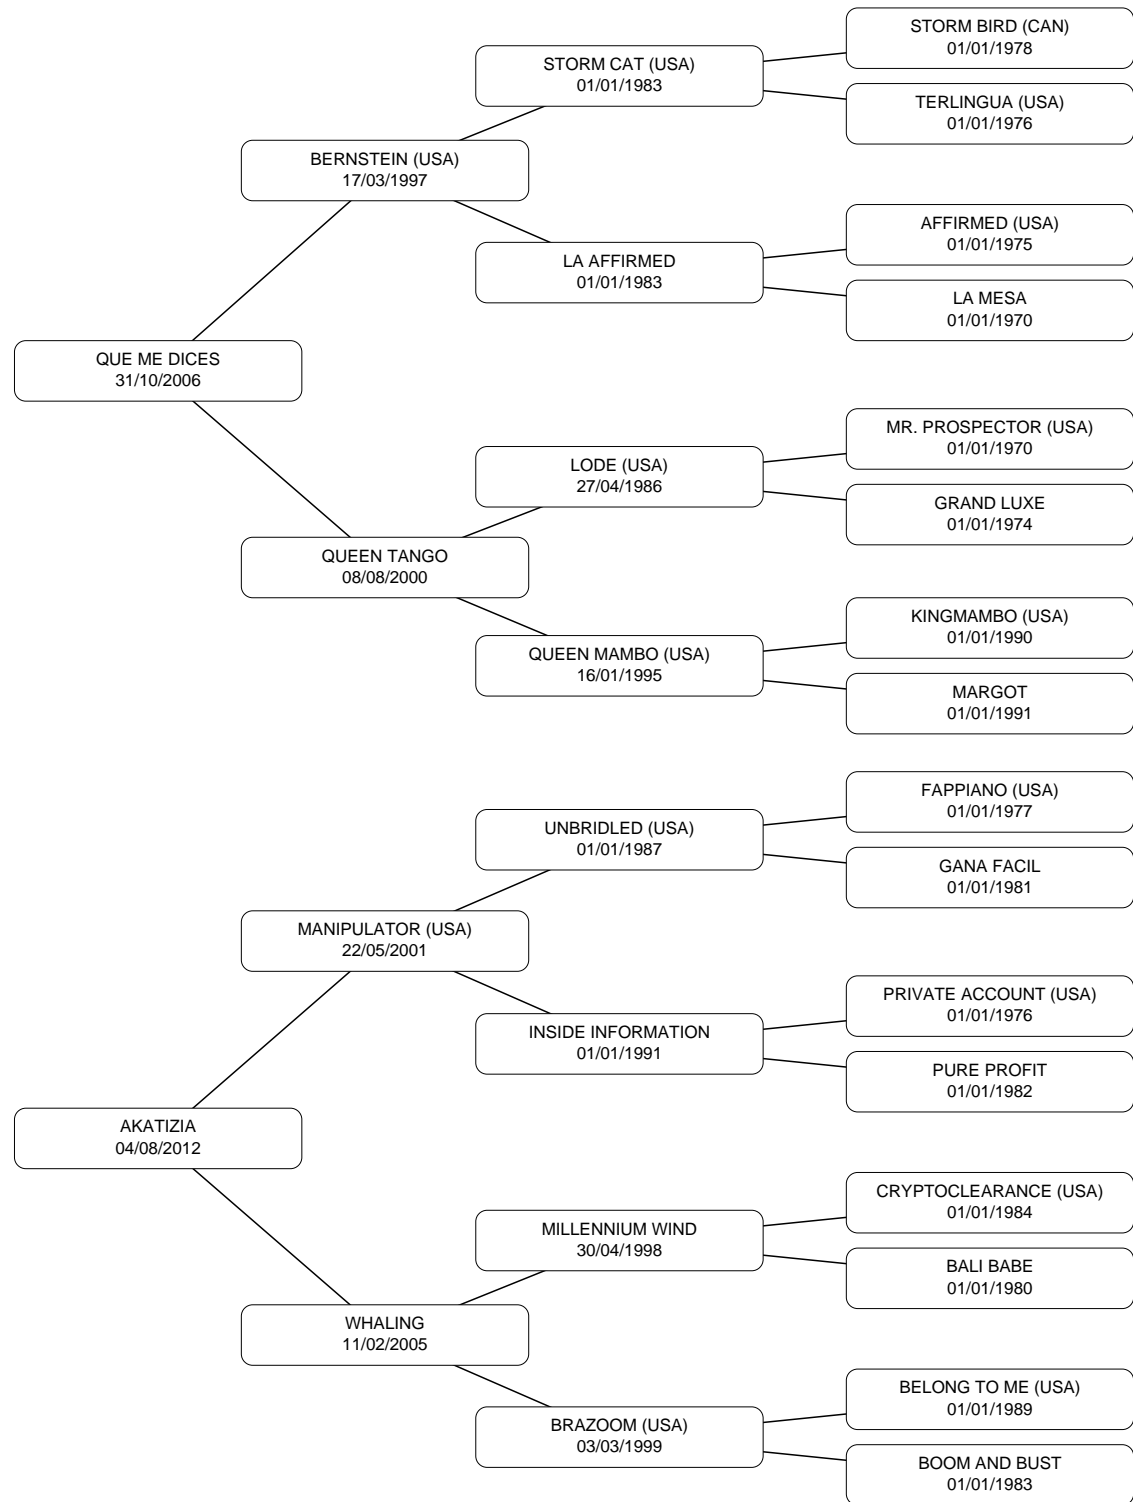 STORM BIRD (CAN)
01/01/1978
STORM CAT (USA)
01/01/1983
TERLINGUA (USA)
01/01/1976
BERNSTEIN (USA)
17/03/1997
AFFIRMED (USA)
01/01/1975
LA AFFIRMED
01/01/1983
LA MESA
01/01/1970
QUE ME DICES
31/10/2006
MR. PROSPECTOR (USA)
01/01/1970
LODE (USA)
27/04/1986
GRAND LUXE
01/01/1974
QUEEN TANGO
08/08/2000
KINGMAMBO (USA)
01/01/1990
QUEEN MAMBO (USA)
16/01/1995
MARGOT
01/01/1991
FAPPIANO (USA)
01/01/1977
UNBRIDLED (USA)
01/01/1987
GANA FACIL
01/01/1981
MANIPULATOR (USA)
22/05/2001
PRIVATE ACCOUNT (USA)
01/01/1976
INSIDE INFORMATION
01/01/1991
PURE PROFIT
01/01/1982
AKATIZIA
04/08/2012
CRYPTOCLEARANCE (USA)
01/01/1984
MILLENNIUM WIND
30/04/1998
BALI BABE
01/01/1980
WHALING
11/02/2005
BELONG TO ME (USA)
01/01/1989
BRAZOOM (USA)
03/03/1999
BOOM AND BUST
01/01/1983